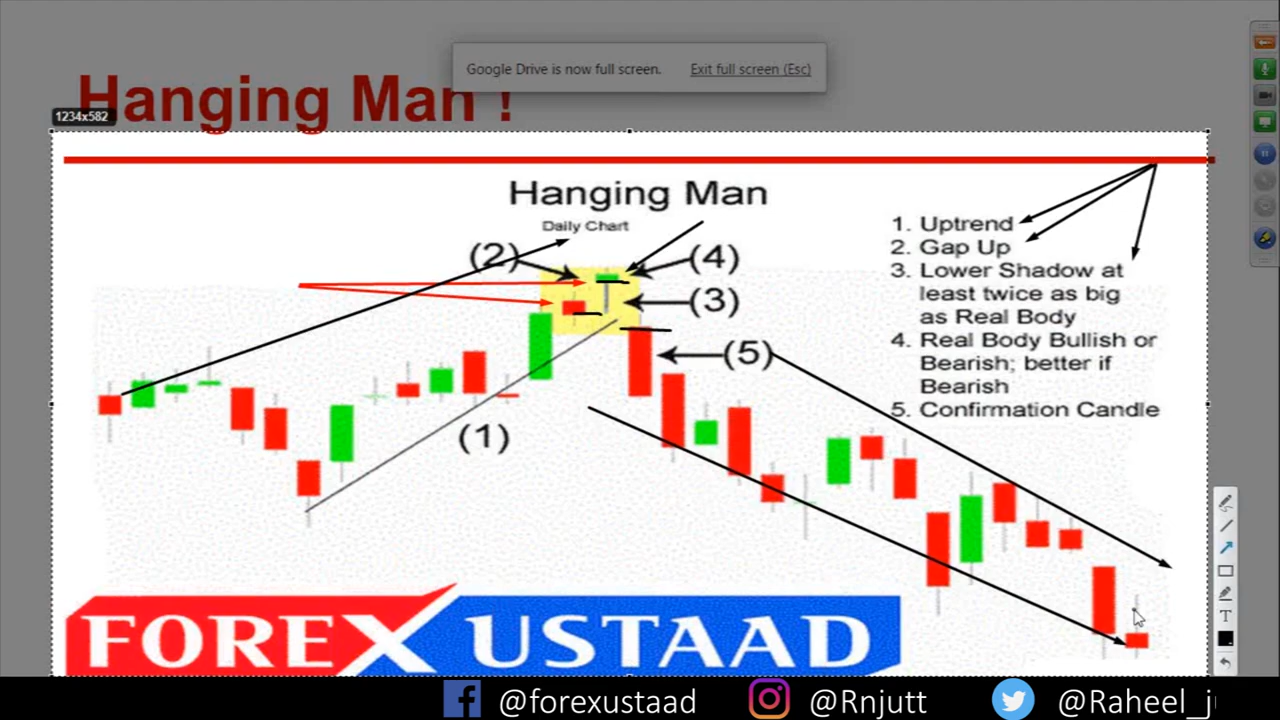 Google Drive is now full screen. Exit full screen (Esc)
Hanging Man !
1234x582
Hanging Man
Daily Chart
(2)
(4)
(3)
(5)
(1)
1. Uptrend
2. Gap Up
3. Lower Shadow at
least twice as big
as Real Body
4. Real Body Bullish or
Bearish; better if
Bearish
5. Confirmation Candle
FOREX USTAAD
T
@forexustaad @Rnjutt @Raheel_j